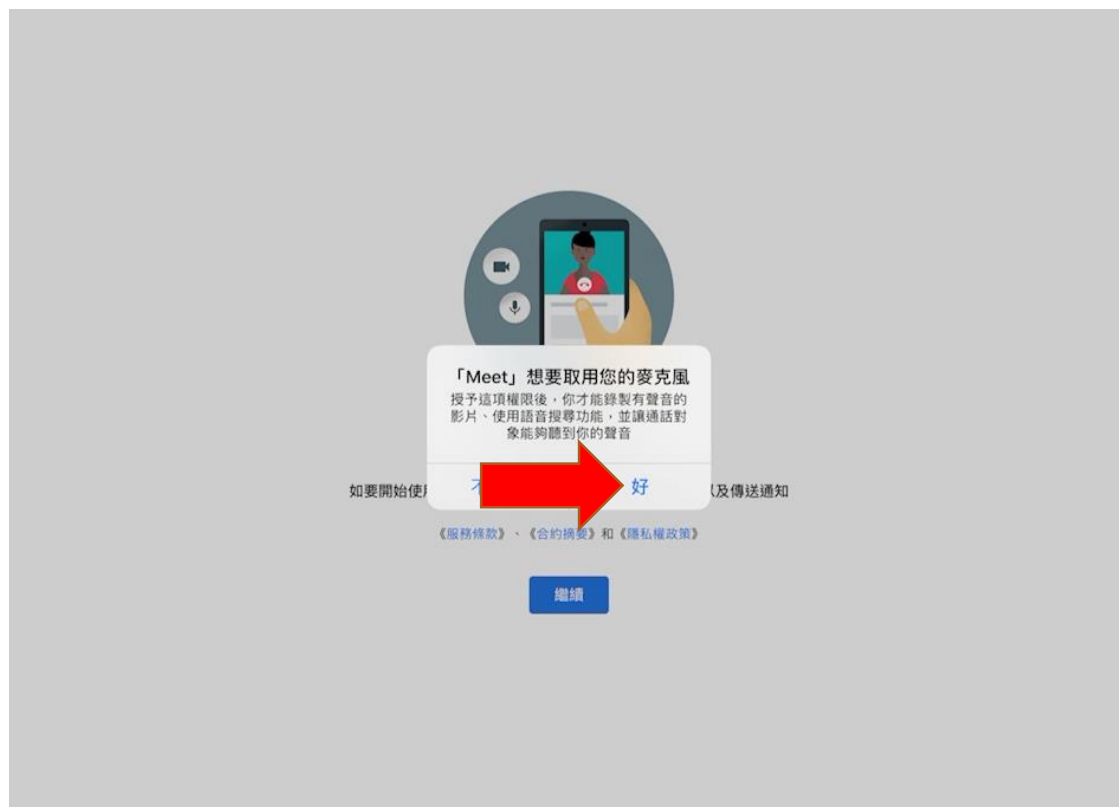 「Meet」想要取用您的麥克風
授予這項權限後，你才能錄製有聲音的
影片、使用語音搜尋功能，並讓通話對
象能夠聽到你的聲音
好
如要開始使 以及傳送通知
《服務條款》、《合約摘要》和《隱私權政策》
繼續